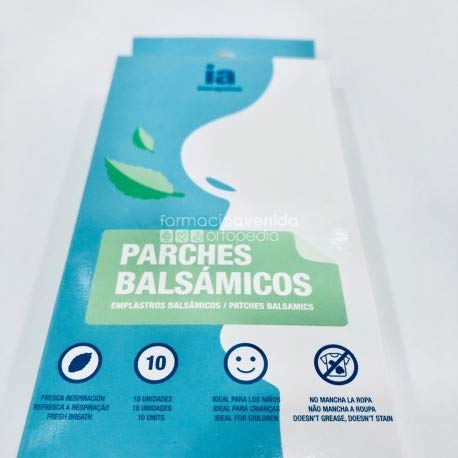 ia
interapothek
farmaciaavenida
ortopedia
PARCHES
BALSÁMICOS
EMPLASTROS BALSÂMICOS / PATCHES BALSAMICS
10
FRESCA RESPIRACIÓN
REFRESCA A RESPIRAÇÃO
FRESH BREATH
10 UNIDADES
10 UNIDADES
10 UNITS
IDEAL PARA LOS NIÑOS
IDEAL PARA CRIANÇAS
IDEAL FOR CHILDREN
NO MANCHA LA ROPA
NÃO MANCHA A ROUPA
DOESN'T GREASE, DOESN'T STAIN